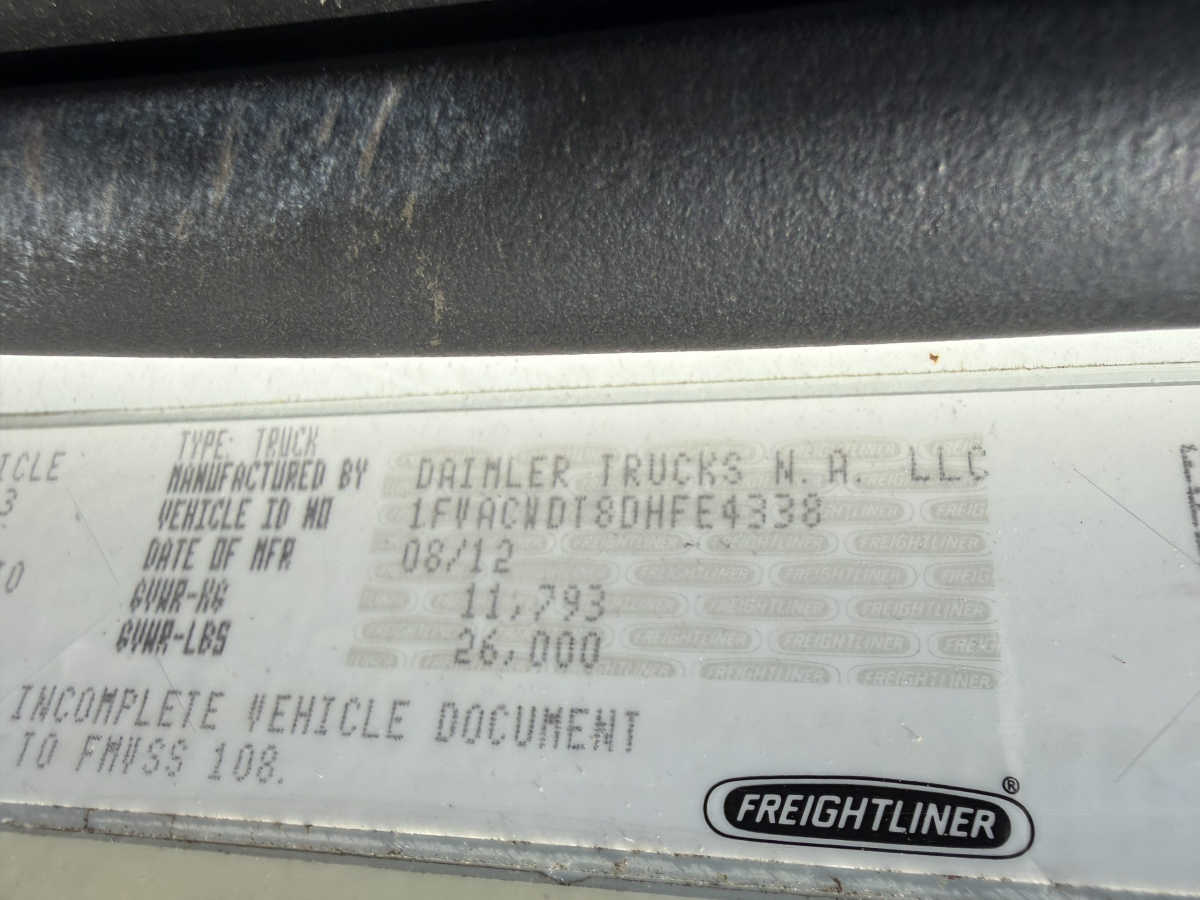 TYPE: TRUCK
ICLE MANUFACTURED BY DAIMLER TRUCKS N.A. LLC
3 VEHICLE ID NO 1FVACWDT8DHFE4338
DATE OF MFR 08/12
GVWR-KG 11,793
GVWR-LBS 26,000
INCOMPLETE VEHICLE DOCUMENT
TO FMVSS 108.
FREIGHTLINER®